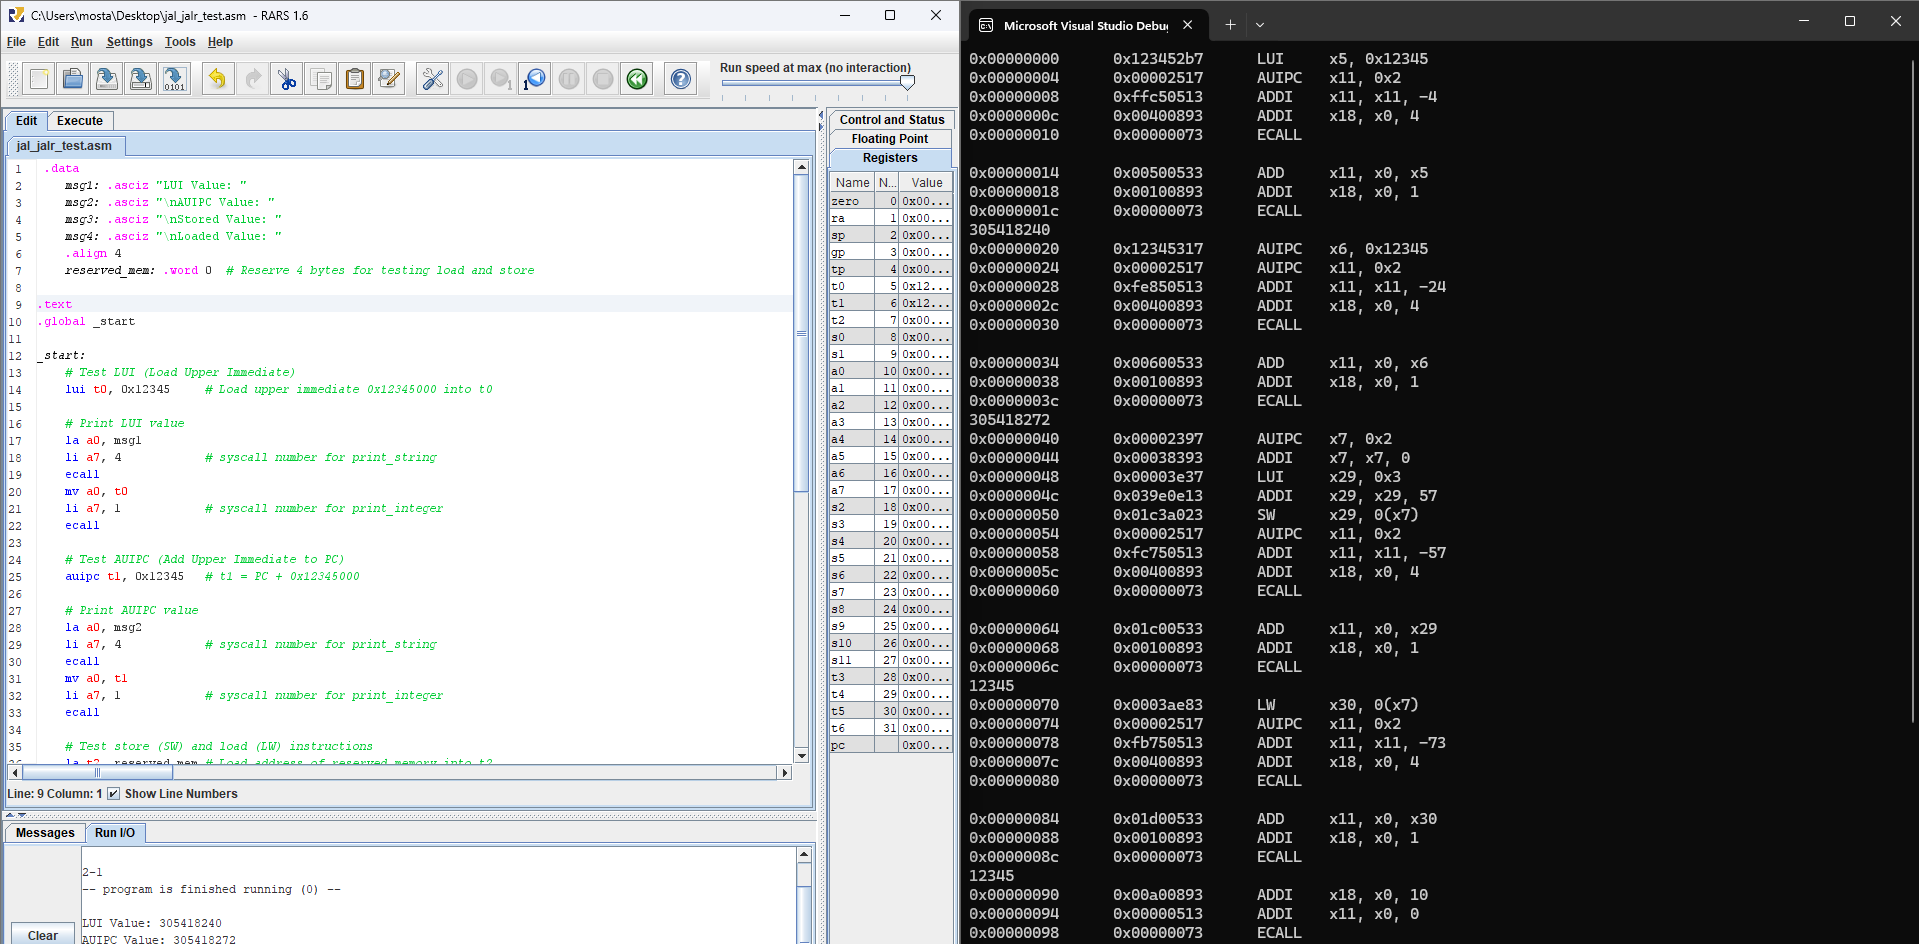 C:\Users\mosta\Desktop\jal_jalr_test.asm - RARS 1.6
File Edit Run Settings Tools Help
Run speed at max (no interaction)
Edit Execute
jal_jalr_test.asm
1 .data
2 msg1: .asciz "LUI Value: "
3 msg2: .asciz "\nAUIPC Value: "
4 msg3: .asciz "\nStored Value: "
5 msg4: .asciz "\nLoaded Value: "
6 .align 4
7 reserved_mem: .word 0 # Reserve 4 bytes for testing load and store
8
9 .text
10 .global _start
11
12 _start:
13 # Test LUI (Load Upper Immediate)
14 lui t0, 0x12345 # Load upper immediate 0x12345000 into t0
15
16 # Print LUI value
17 la a0, msg1
18 li a7, 4 # syscall number for print_string
19 ecall
20 mv a0, t0
21 li a7, 1 # syscall number for print_integer
22 ecall
23
24 # Test AUIPC (Add Upper Immediate to PC)
25 auipc t1, 0x12345 # t1 = PC + 0x12345000
26
27 # Print AUIPC value
28 la a0, msg2
29 li a7, 4 # syscall number for print_string
30 ecall
31 mv a0, t1
32 li a7, 1 # syscall number for print_integer
33 ecall
34
35 # Test store (SW) and load (LW) instructions
36 la t2, reserved_mem # Load address of reserved memory into t2
Line: 9 Column: 1 Show Line Numbers
Messages Run I/O
2-1
-- program is finished running (0) --
LUI Value: 305418240
AUIPC Value: 305418272
Clear
Control and Status
Floating Point
Registers
Name N... Value
zero 0 0x00...
ra 1 0x00...
sp 2 0x00...
gp 3 0x00...
tp 4 0x00...
t0 5 0x12...
t1 6 0x12...
t2 7 0x00...
s0 8 0x00...
s1 9 0x00...
a0 10 0x00...
a1 11 0x00...
a2 12 0x00...
a3 13 0x00...
a4 14 0x00...
a5 15 0x00...
a6 16 0x00...
a7 17 0x00...
s2 18 0x00...
s3 19 0x00...
s4 20 0x00...
s5 21 0x00...
s6 22 0x00...
s7 23 0x00...
s8 24 0x00...
s9 25 0x00...
s10 26 0x00...
s11 27 0x00...
t3 28 0x00...
t4 29 0x00...
t5 30 0x00...
t6 31 0x00...
pc 0x00...
Microsoft Visual Studio Debug
0x00000000 0x123452b7 LUI x5, 0x12345
0x00000004 0x00002517 AUIPC x11, 0x2
0x00000008 0xffc50513 ADDI x11, x11, -4
0x0000000c 0x00400893 ADDI x18, x0, 4
0x00000010 0x00000073 ECALL
0x00000014 0x00500533 ADD x11, x0, x5
0x00000018 0x00100893 ADDI x18, x0, 1
0x0000001c 0x00000073 ECALL
305418240
0x00000020 0x12345317 AUIPC x6, 0x12345
0x00000024 0x00002517 AUIPC x11, 0x2
0x00000028 0xfe850513 ADDI x11, x11, -24
0x0000002c 0x00400893 ADDI x18, x0, 4
0x00000030 0x00000073 ECALL
0x00000034 0x00600533 ADD x11, x0, x6
0x00000038 0x00100893 ADDI x18, x0, 1
0x0000003c 0x00000073 ECALL
305418272
0x00000040 0x00002397 AUIPC x7, 0x2
0x00000044 0x00038393 ADDI x7, x7, 0
0x00000048 0x00003e37 LUI x29, 0x3
0x0000004c 0x039e0e13 ADDI x29, x29, 57
0x00000050 0x01c3a023 SW x29, 0(x7)
0x00000054 0x00002517 AUIPC x11, 0x2
0x00000058 0xfc750513 ADDI x11, x11, -57
0x0000005c 0x00400893 ADDI x18, x0, 4
0x00000060 0x00000073 ECALL
0x00000064 0x01c00533 ADD x11, x0, x29
0x00000068 0x00100893 ADDI x18, x0, 1
0x0000006c 0x00000073 ECALL
12345
0x00000070 0x0003ae83 LW x30, 0(x7)
0x00000074 0x00002517 AUIPC x11, 0x2
0x00000078 0xfb750513 ADDI x11, x11, -73
0x0000007c 0x00400893 ADDI x18, x0, 4
0x00000080 0x00000073 ECALL
0x00000084 0x01d00533 ADD x11, x0, x30
0x00000088 0x00100893 ADDI x18, x0, 1
0x0000008c 0x00000073 ECALL
12345
0x00000090 0x00a00893 ADDI x18, x0, 10
0x00000094 0x00000513 ADDI x11, x0, 0
0x00000098 0x00000073 ECALL